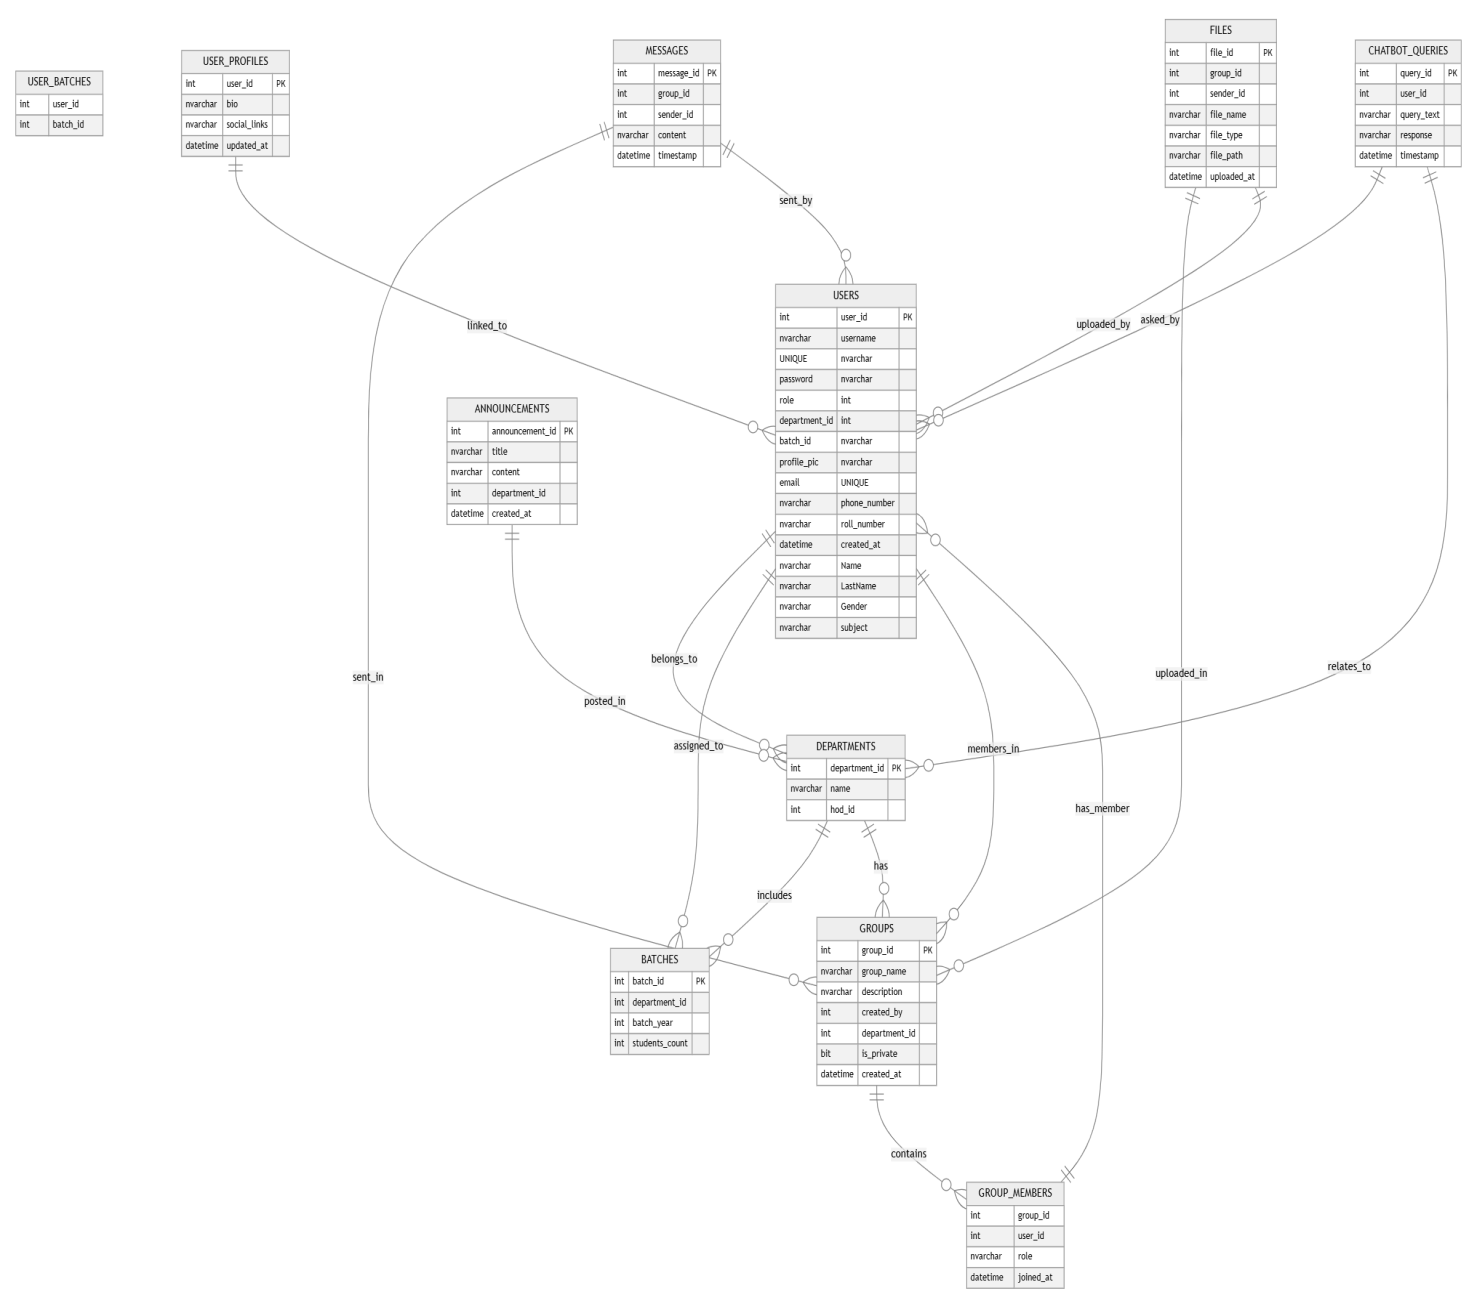 USER_BATCHES
int user_id
int batch_id
USER_PROFILES
int user_id PK
nvarchar bio
nvarchar social_links
datetime updated_at
MESSAGES
int message_id PK
int group_id
int sender_id
nvarchar content
datetime timestamp
FILES
int file_id PK
int group_id
int sender_id
nvarchar file_name
nvarchar file_type
nvarchar file_path
datetime uploaded_at
CHATBOT_QUERIES
int query_id PK
int user_id
nvarchar query_text
nvarchar response
datetime timestamp
sent_by
linked_to
uploaded_by
asked_by
USERS
int user_id PK
nvarchar username
UNIQUE nvarchar
password nvarchar
role int
department_id int
batch_id nvarchar
profile_pic nvarchar
email UNIQUE
nvarchar phone_number
nvarchar roll_number
datetime created_at
nvarchar Name
nvarchar LastName
nvarchar Gender
nvarchar subject
ANNOUNCEMENTS
int announcement_id PK
nvarchar title
nvarchar content
int department_id
datetime created_at
belongs_to
sent_in
posted_in
uploaded_in
relates_to
assigned_to
members_in
has_member
DEPARTMENTS
int department_id PK
nvarchar name
int hod_id
has
includes
BATCHES
int batch_id PK
int department_id
int batch_year
int students_count
GROUPS
int group_id PK
nvarchar group_name
nvarchar description
int created_by
int department_id
bit is_private
datetime created_at
contains
GROUP_MEMBERS
int group_id
int user_id
nvarchar role
datetime joined_at